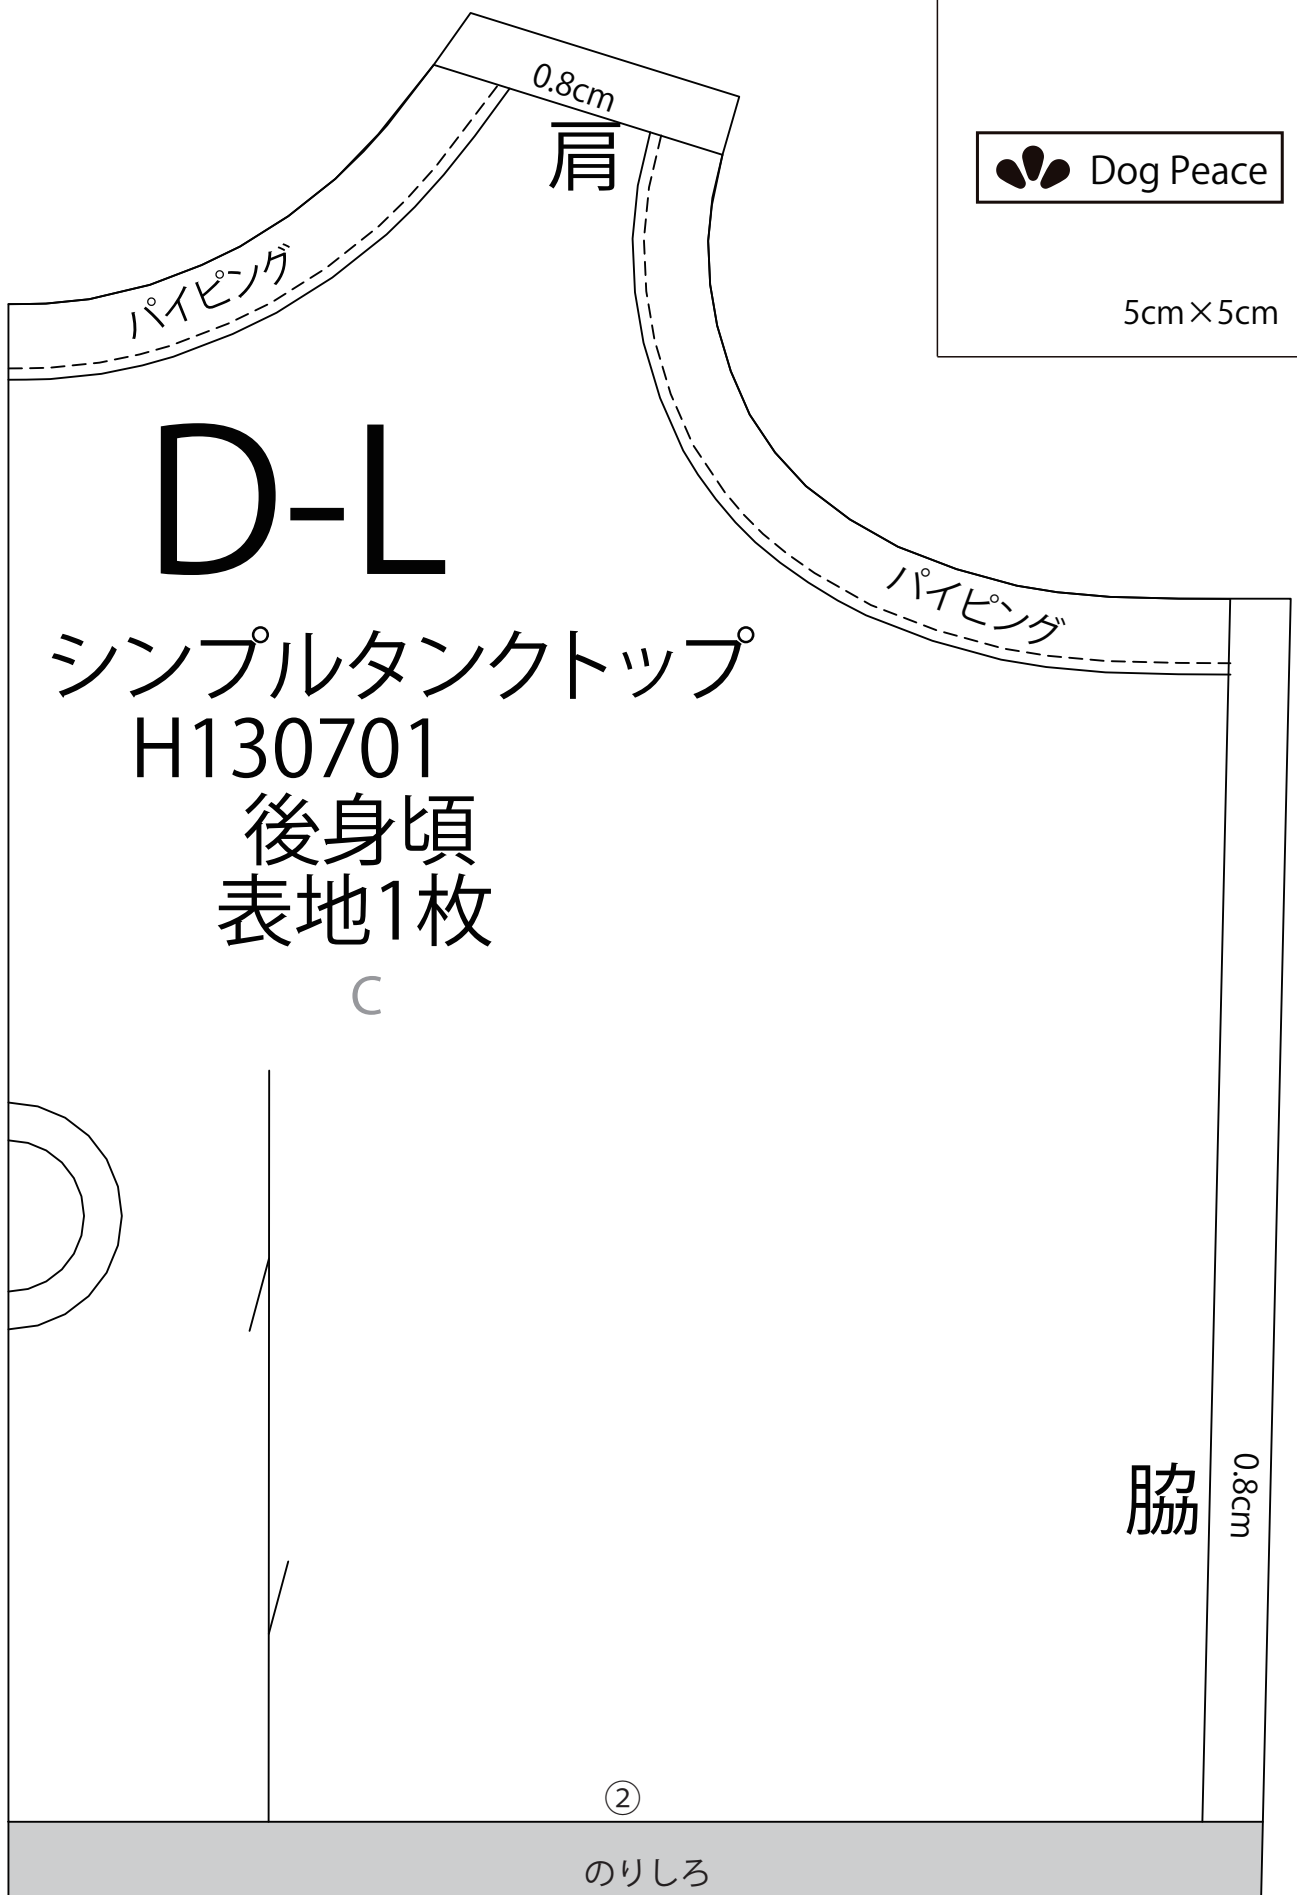 0.8cm
肩
Dog Peace
5cm×5cm
パイピング
D-L
パイピング
シンプルタンクトップ
H130701
後身頃
表地1枚
C
脇
0.8cm
②
のりしろ